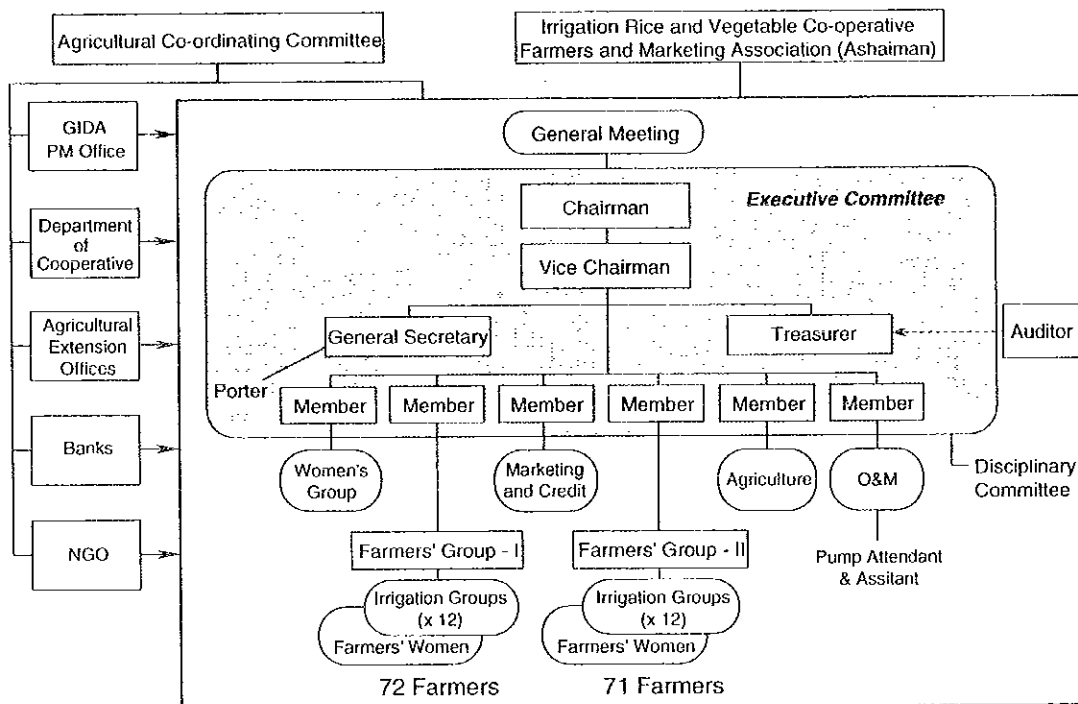 Agricultural Co-ordinating Committee
Irrigation Rice and Vegetable Co-operative
Farmers and Marketing Association (Ashaiman)
GIDA
PM Office
Department
of
Cooperative
Agricultural
Extension
Offices
Banks
NGO
General Meeting
Executive Committee
Chairman
Vice Chairman
General Secretary
Treasurer
Auditor
Porter
Member
Member
Member
Member
Member
Member
Women's
Group
Marketing
and Credit
Agriculture
O&M
Disciplinary
Committee
Pump Attendant
& Assitant
Farmers' Group - I
Farmers' Group - II
Irrigation Groups
(x 12)
Farmers' Women
Irrigation Groups
(x 12)
Farmers' Women
72 Farmers
71 Farmers